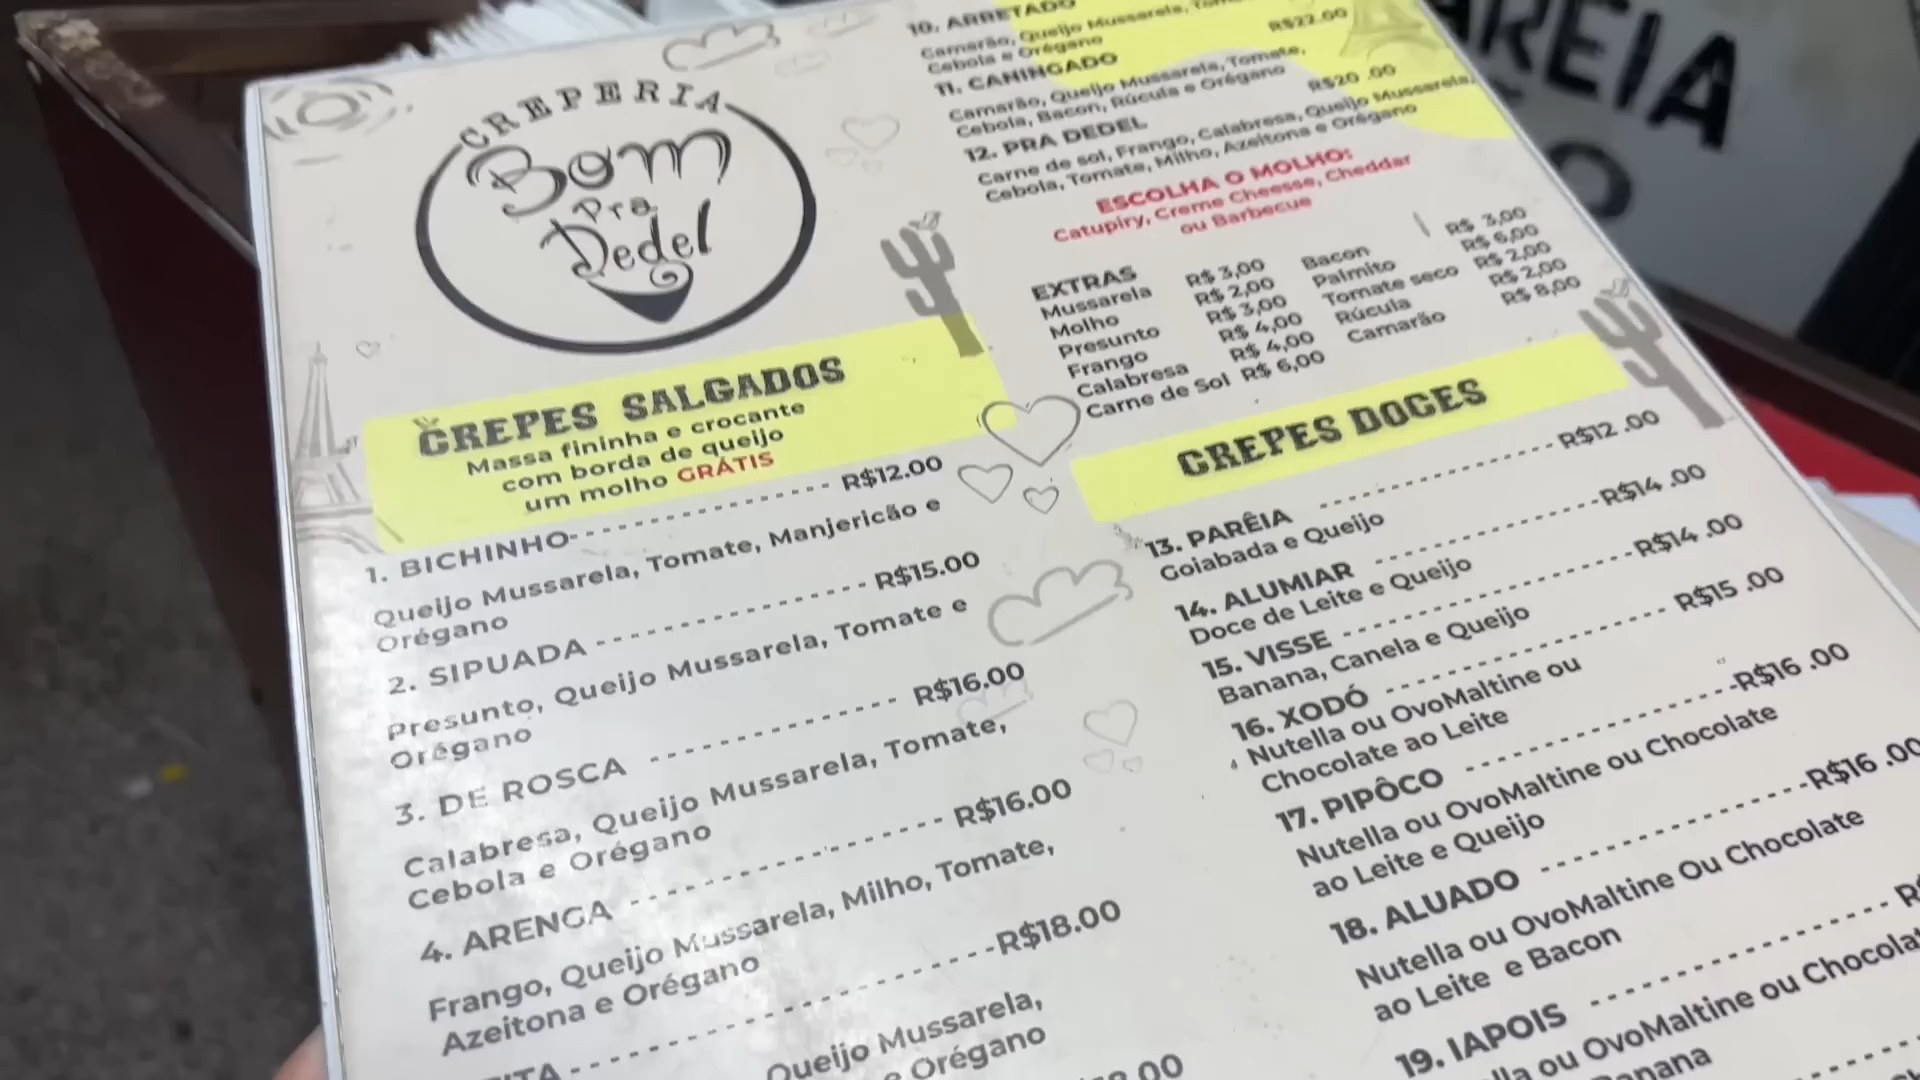 CREPERIA
Bom
pra
Dedel
CREPES SALGADOS
Massa fininha e crocante
com borda de queijo
um molho GRÁTIS
1. BICHINHO------------------- R$12.00
Queijo Mussarela, Tomate, Manjericão e
Orégano
2. SIPUADA -------------------- R$15.00
Presunto, Queijo Mussarela, Tomate e
Orégano
3. DE ROSCA ------------------ R$16.00
Calabresa, Queijo Mussarela, Tomate,
Cebola e Orégano
4. ARENGA ---------------------- R$16.00
Frango, Queijo Mussarela, Milho, Tomate,
Azeitona e Orégano
------------------------------R$18.00
Queijo Mussarela,
Orégano
10. ARRETADO
Camarão, Queijo Mussarela,
Cebola e Orégano
11. CANINGADO R$22.00
Camarão, Queijo Mussarela, Tomate,
Cebola, Bacon, Rúcula e Orégano
12. PRA DEDEL R$20 .00
Carne de sol, Frango, Calabresa, Queijo Mussarela,
Cebola, Tomate, Milho, Azeitona e Orégano
ESCOLHA O MOLHO:
Catupiry, Creme Cheesse, Cheddar
ou Barbecue
EXTRAS
Mussarela R$ 3,00
Molho R$ 2,00
Presunto R$ 3,00
Frango R$ 4,00
Calabresa R$ 4,00
Carne de Sol R$ 6,00
Bacon R$ 3,00
Palmito R$ 6,00
Tomate seco R$ 2,00
Rúcula R$ 2,00
Camarão R$ 8,00
CREPES DOCES
13. PARÊIA -------------------- R$12 .00
Goiabada e Queijo
14. ALUMIAR ------------------R$14 .00
Doce de Leite e Queijo
15. VISSE ----------------------R$14 .00
Banana, Canela e Queijo
16. XODÓ --------------------- R$15 .00
Nutella ou OvoMaltine ou
Chocolate ao Leite
17. PIPÔCO --------------------R$16 .00
Nutella ou OvoMaltine ou Chocolate
ao Leite e Queijo
18. ALUADO -------------------R$16 .00
Nutella ou OvoMaltine Ou Chocolate
ao Leite e Bacon
19. IAPOIS ---------------------
ou OvoMaltine ou
AREIA